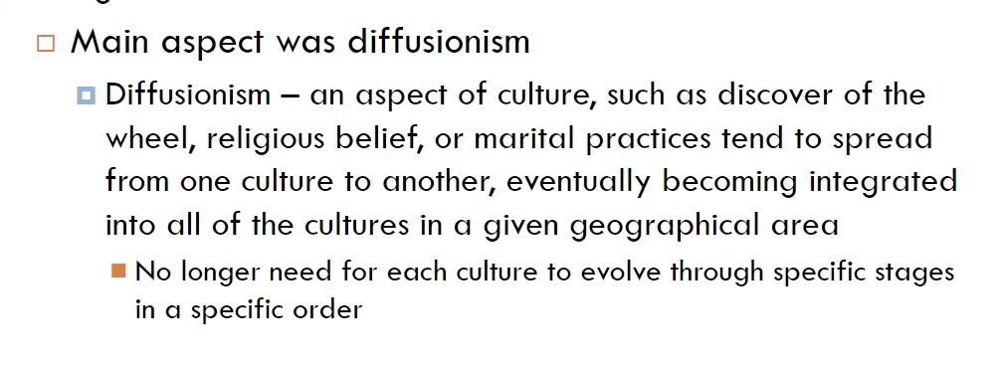 Main aspect was diffusionism
Diffusionism – an aspect of culture, such as discover of the
wheel, religious belief, or marital practices tend to spread
from one culture to another, eventually becoming integrated
into all of the cultures in a given geographical area
No longer need for each culture to evolve through specific stages
in a specific order